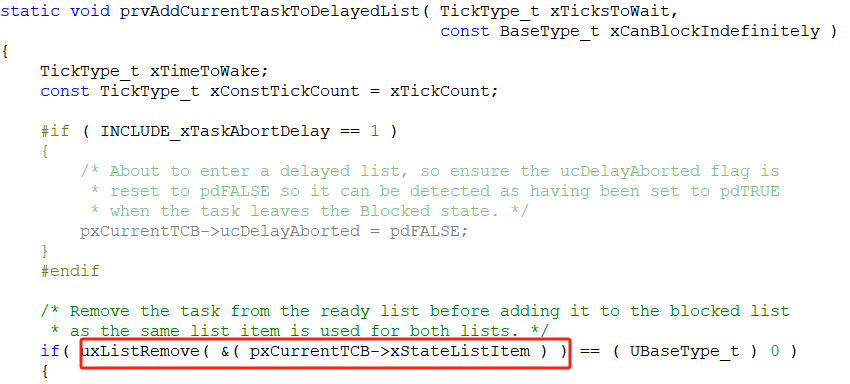 static void prvAddCurrentTaskToDelayedList( TickType_t xTicksToWait,
const BaseType_t xCanBlockIndefinitely )
{
TickType_t xTimeToWake;
const TickType_t xConstTickCount = xTickCount;
#if ( INCLUDE_xTaskAbortDelay == 1 )
{
/* About to enter a delayed list, so ensure the ucDelayAborted flag is
* reset to pdFALSE so it can be detected as having been set to pdTRUE
* when the task leaves the Blocked state. */
pxCurrentTCB->ucDelayAborted = pdFALSE;
}
#endif
/* Remove the task from the ready list before adding it to the blocked list
* as the same list item is used for both lists. */
if( uxListRemove( &( pxCurrentTCB->xStateListItem ) ) == ( UBaseType_t ) 0 )
{